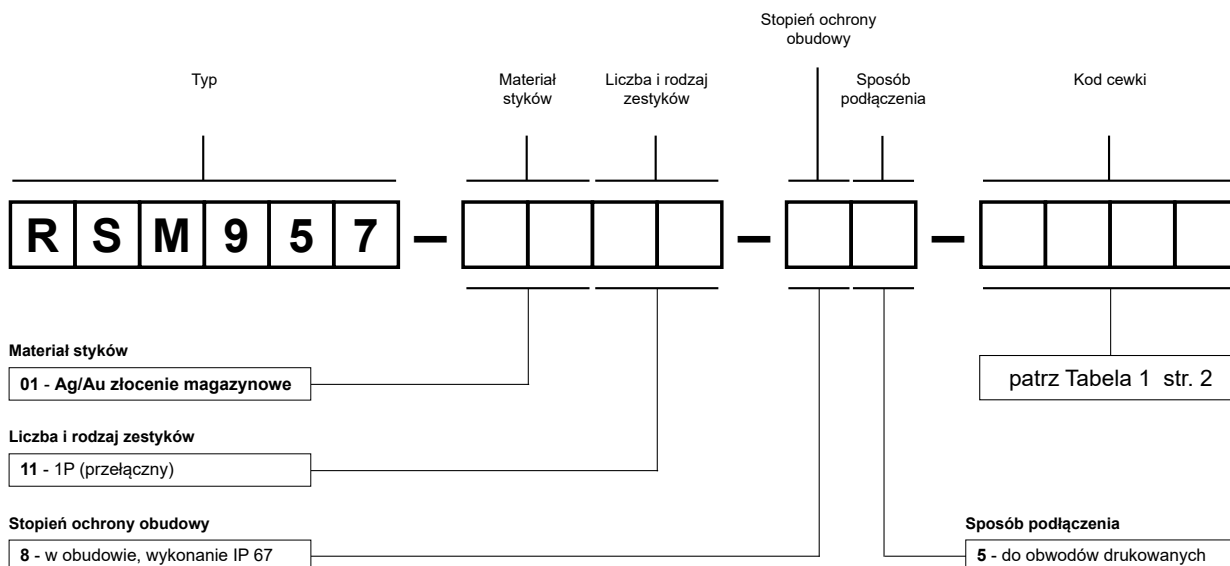 Stopień ochrony
obudowy
Typ
Materiał
styków
Liczba i rodzaj
zestyków
Sposób
podłączenia
Kod cewki
R S M 9 5 7 – – –
Materiał styków
01 - Ag/Au złocenie magazynowe
patrz Tabela 1 str. 2
Liczba i rodzaj zestyków
11 - 1P (przełączny)
Stopień ochrony obudowy
8 - w obudowie, wykonanie IP 67
Sposób podłączenia
5 - do obwodów drukowanych